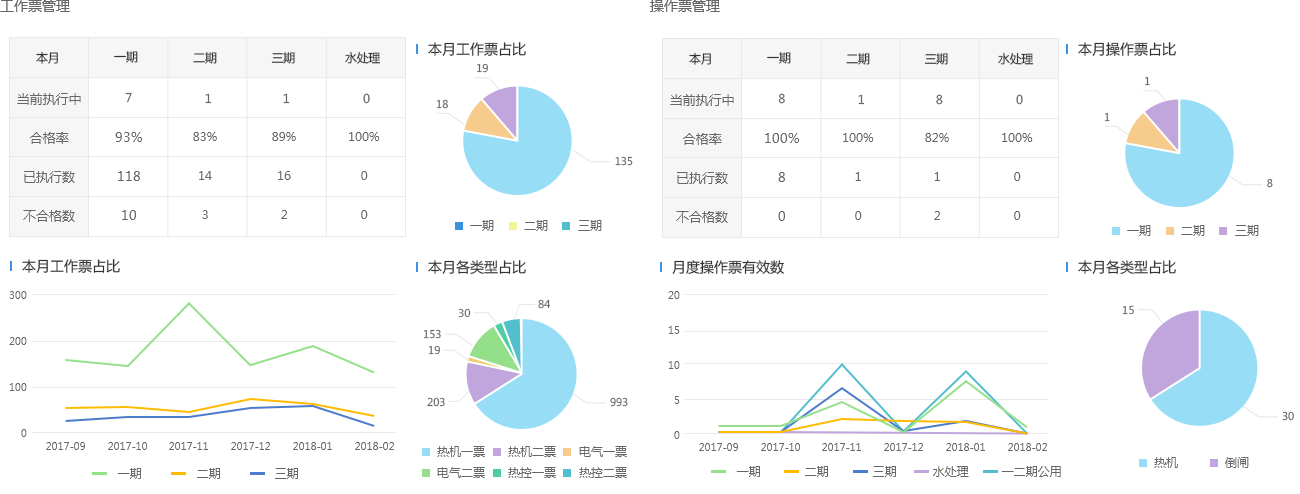 工作票管理
本月 一期 二期 三期 水处理
当前执行中 7 1 1 0
合格率 93% 83% 89% 100%
已执行数 118 14 16 0
不合格数 10 3 2 0
本月工作票占比
19
18
135
一期 二期 三期
本月工作票占比
300
200
100
0
2017-09 2017-10 2017-11 2017-12 2018-01 2018-02
一期 二期 三期
本月各类型占比
84
30
153
19
203
993
热机一票 热机二票 电气一票
电气二票 热控一票 热控二票
操作票管理
本月 一期 二期 三期 水处理
当前执行中 8 1 8 0
合格率 100% 100% 82% 100%
已执行数 8 1 1 0
不合格数 0 0 2 0
本月操作票占比
1
1
8
一期 二期 三期
月度操作票有效数
20
15
10
5
0
2017-09 2017-10 2017-11 2017-12 2018-01 2018-02
一期 二期 三期 水处理 一二期公用
本月各类型占比
15
30
热机 倒闸